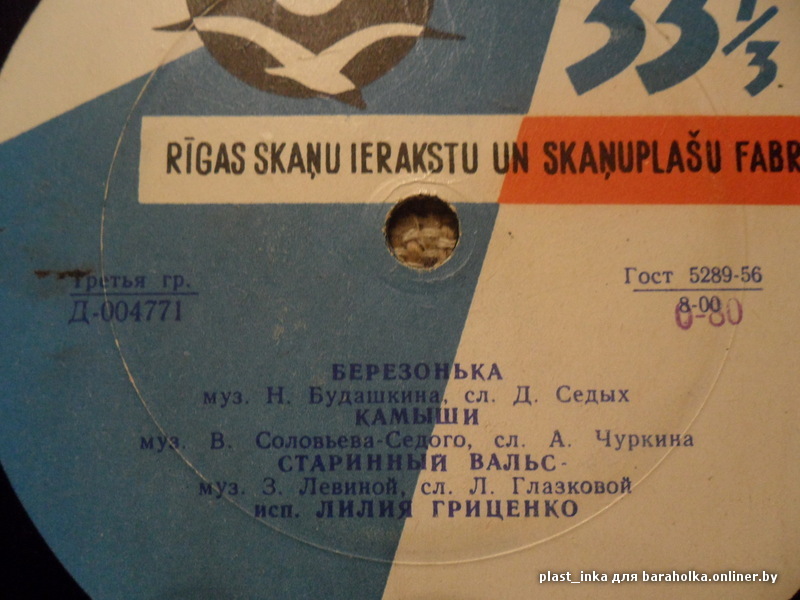 33 1/3
RĪGAS SKAŅU IERAKSTU UN SKAŅUPLAŠU FABR
Третья гр.
Д-004771
Гост 5289-56
8-00
0-80
БЕРЕЗОНЬКА
муз. Н. Будашкина, сл. Д. Седых
КАМЫШИ
муз. В. Соловьева-Седого, сл. А. Чуркина
СТАРИННЫЙ ВАЛЬС-
муз. З. Левиной, сл. Л. Глазковой
исп. ЛИЛИЯ ГРИЦЕНКО
plast_inka для baraholka.onliner.by